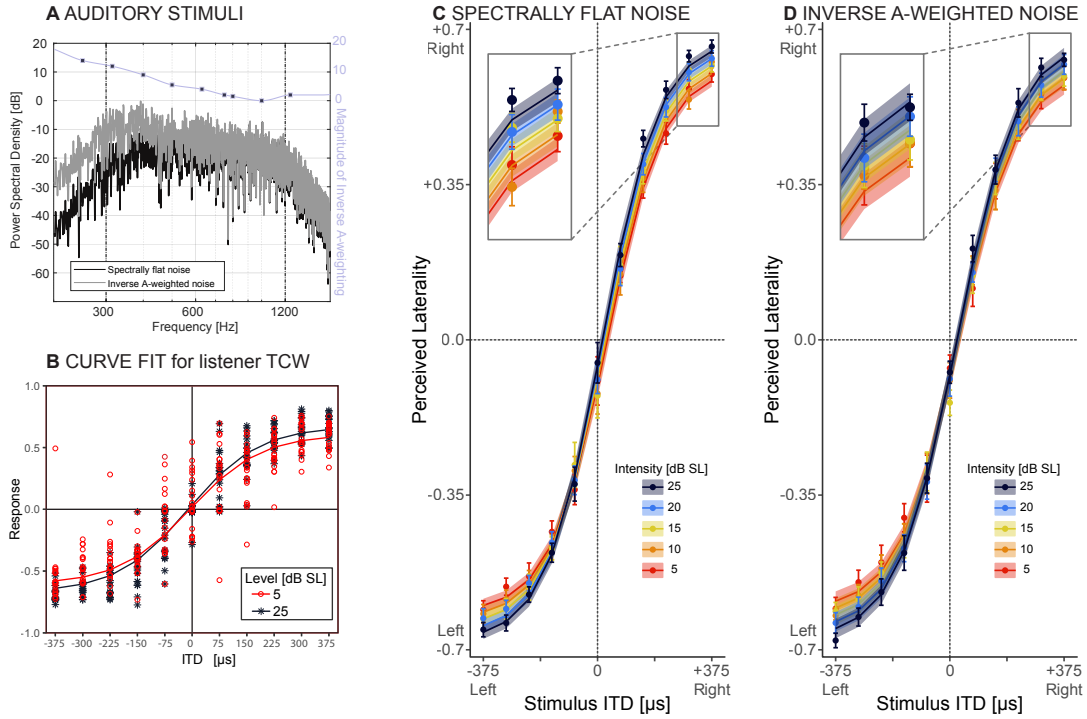 A AUDITORY STIMULI
20
10
0
-10
-20
-30
-40
-50
-60
Power Spectral Density [dB]
20
10
0
Magnitude of Inverse A-weighting
Spectrally flat noise
Inverse A-weighted noise
300
600
1200
Frequency [Hz]
B CURVE FIT for listener TCW
1.0
0.5
0.0
-0.5
-1.0
Response
Level [dB SL]
5
25
-375 -300 -225 -150 -75 0 75 150 225 300 375
ITD [µs]
C SPECTRALLY FLAT NOISE
+0.7
Right
+0.35
0.0
-0.35
Left
-0.7
Perceived Laterality
Intensity [dB SL]
25
20
15
10
5
-375 0 +375
Left Right
Stimulus ITD [µs]
D INVERSE A-WEIGHTED NOISE
+0.7
Right
+0.35
0.0
-0.35
Left
-0.7
Perceived Laterality
Intensity [dB SL]
25
20
15
10
5
-375 0 +375
Left Right
Stimulus ITD [µs]